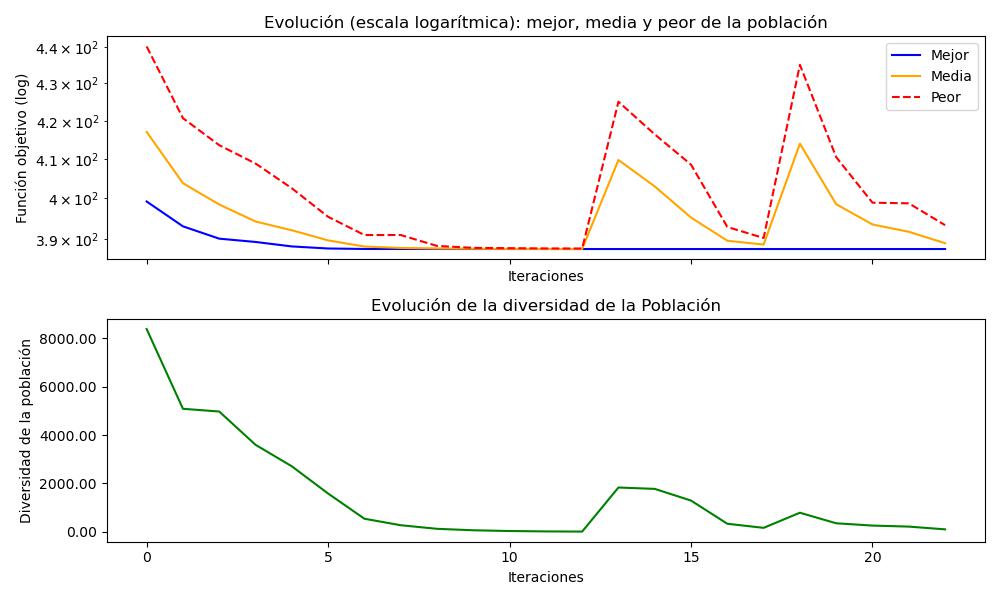 Evolución (escala logarítmica): mejor, media y peor de la población
Función objetivo (log)
4.4 × 10²
4.3 × 10²
4.2 × 10²
4.1 × 10²
4 × 10²
3.9 × 10²
Mejor
Media
Peor
Iteraciones
Evolución de la diversidad de la Población
Diversidad de la población
8000.00
6000.00
4000.00
2000.00
0.00
0 5 10 15 20
Iteraciones